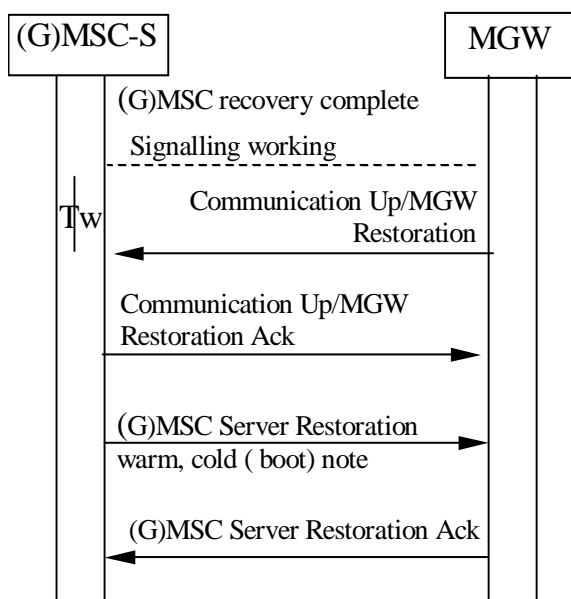 (G)MSC-S
MGW
(G)MSC recovery complete
Signalling working
Tw
Communication Up/MGW
Restoration
Communication Up/MGW
Restoration Ack
(G)MSC Server Restoration
warm, cold ( boot) note
(G)MSC Server Restoration Ack